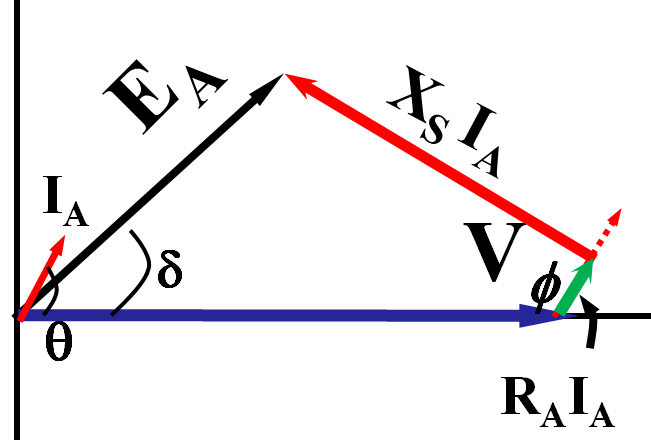 E_A
X_S I_A
I_A
V
δ
ϕ
θ
R_A I_A